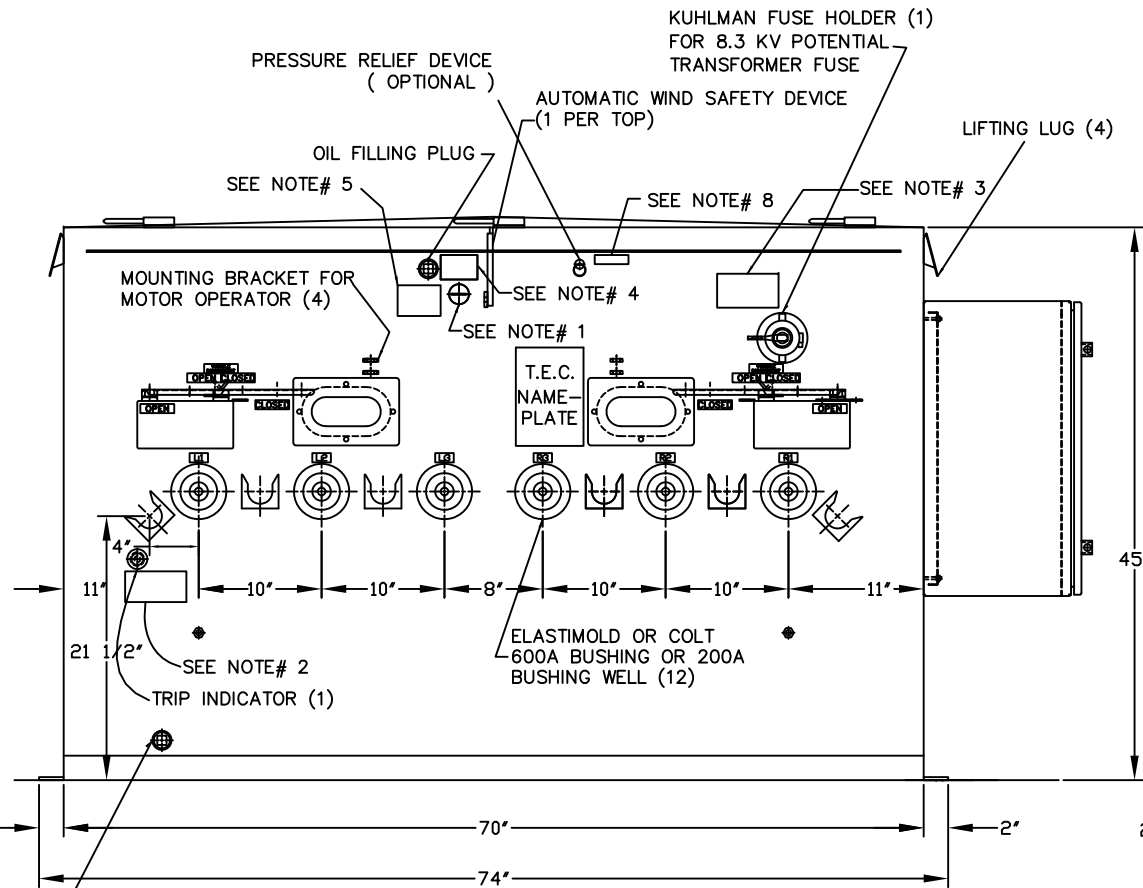 KUHLMAN FUSE HOLDER (1)
FOR 8.3 KV POTENTIAL
TRANSFORMER FUSE
PRESSURE RELIEF DEVICE
( OPTIONAL )
AUTOMATIC WIND SAFETY DEVICE
(1 PER TOP)
LIFTING LUG (4)
OIL FILLING PLUG
SEE NOTE# 5
SEE NOTE# 8
SEE NOTE# 3
MOUNTING BRACKET FOR
MOTOR OPERATOR (4)
SEE NOTE# 4
SEE NOTE# 1
T.E.C.
NAME-
PLATE
OPEN CLOSED
OPEN CLOSED
OPEN
CLOSED
CLOSED
OPEN
L1
L2
L3
R3
R2
R1
4"
45
11"
10"
10"
8"
10"
10"
11"
21 1/2"
SEE NOTE# 2
TRIP INDICATOR (1)
ELASTIMOLD OR COLT
600A BUSHING OR 200A
BUSHING WELL (12)
70"
2"
74"